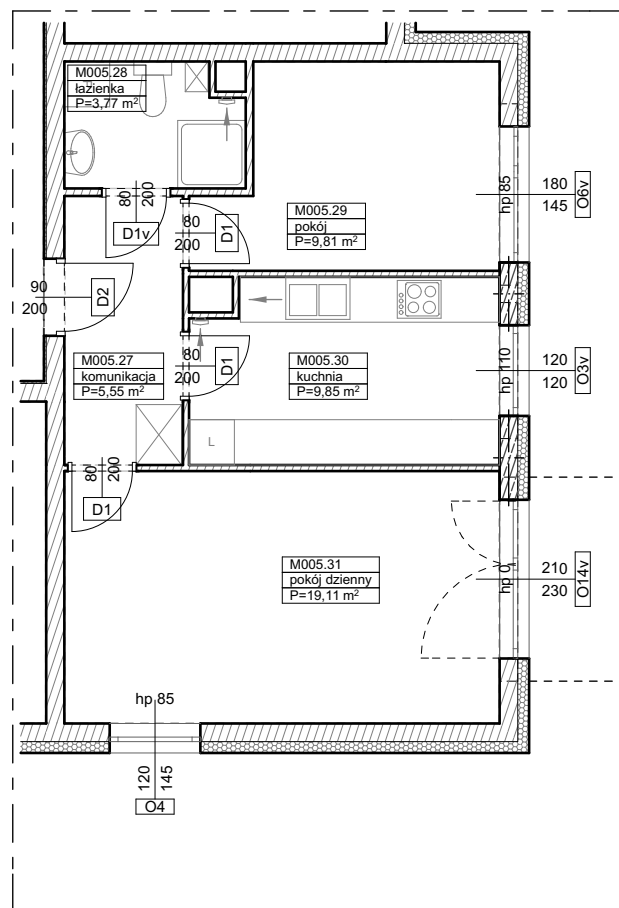 M005.28
łazienka
P=3,77 m²
80
200
D1v
80
200
D1
M005.29
pokój
P=9,81 m²
hp 85
180
145
O6v
90
200
D2
M005.27
komunikacja
P=5,55 m²
80
200
D1
M005.30
kuchnia
P=9,85 m²
hp 110
120
120
O3v
L
80
200
D1
M005.31
pokój dzienny
P=19,11 m²
hp 0
210
230
O14v
hp 85
120
145
O4